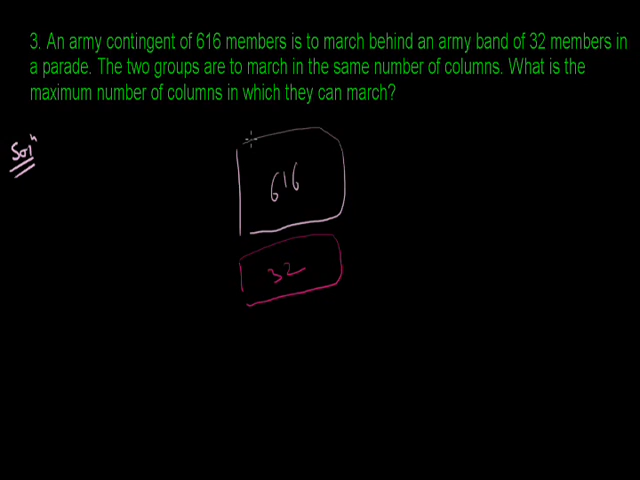 3. An army contingent of 616 members is to march behind an army band of 32 members in
a parade. The two groups are to march in the same number of columns. What is the
maximum number of columns in which they can march?
Solⁿ
616
32